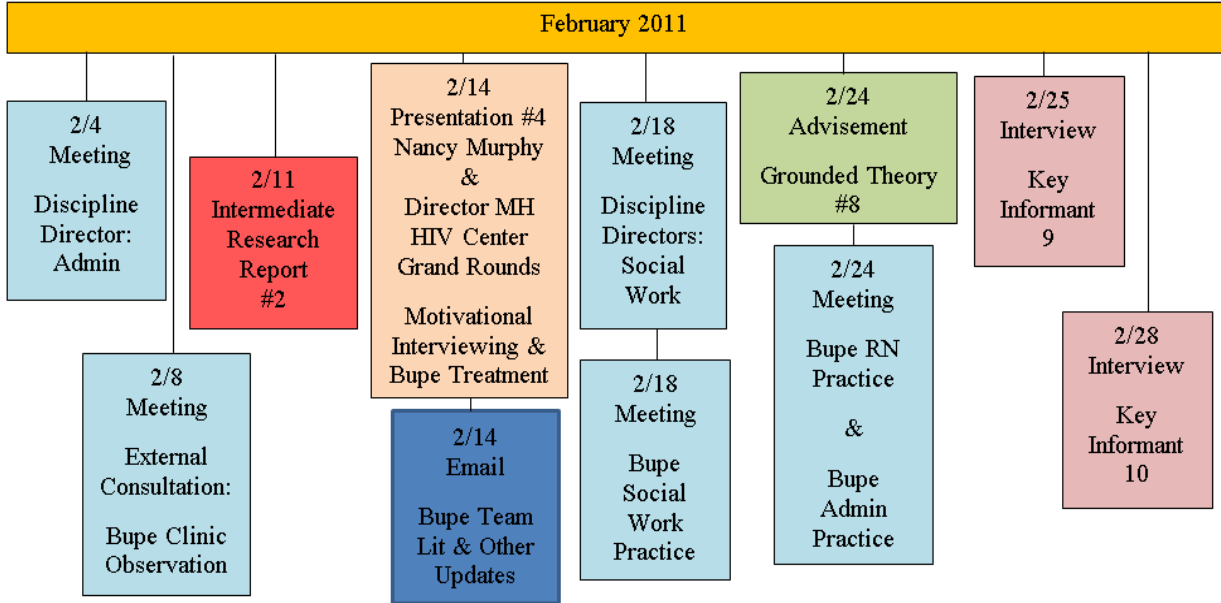 February 2011
2/4
Meeting
Discipline
Director:
Admin
2/8
Meeting
External
Consultation:
Bupe Clinic
Observation
2/11
Intermediate
Research
Report
#2
2/14
Presentation #4
Nancy Murphy
&
Director MH
HIV Center
Grand Rounds
Motivational
Interviewing &
Bupe Treatment
2/14
Email
Bupe Team
Lit & Other
Updates
2/18
Meeting
Discipline
Directors:
Social
Work
2/18
Meeting
Bupe
Social
Work
Practice
2/24
Advisement
Grounded Theory
#8
2/24
Meeting
Bupe RN
Practice
&
Bupe
Admin
Practice
2/25
Interview
Key
Informant
9
2/28
Interview
Key
Informant
10